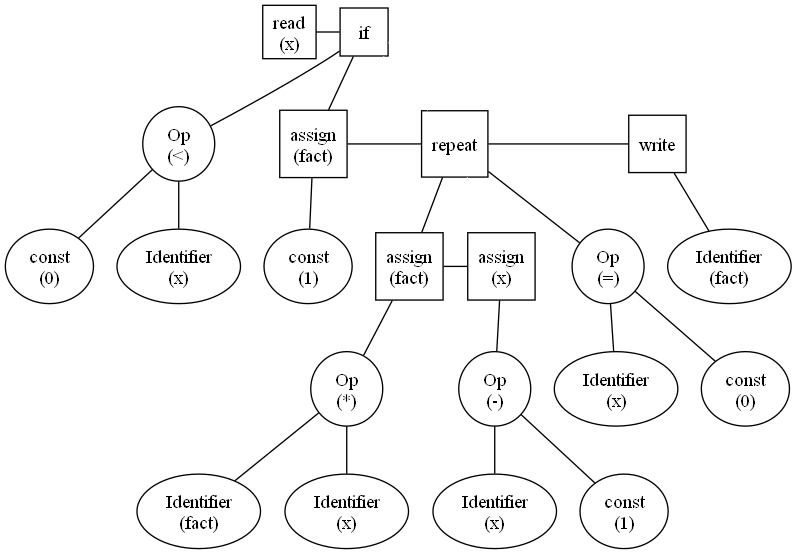 read
(x)
if
Op
(<)
assign
(fact)
repeat
write
const
(0)
Identifier
(x)
const
(1)
assign
(fact)
assign
(x)
Op
(=)
Identifier
(fact)
Op
(*)
Op
(-)
Identifier
(x)
const
(0)
Identifier
(fact)
Identifier
(x)
Identifier
(x)
const
(1)